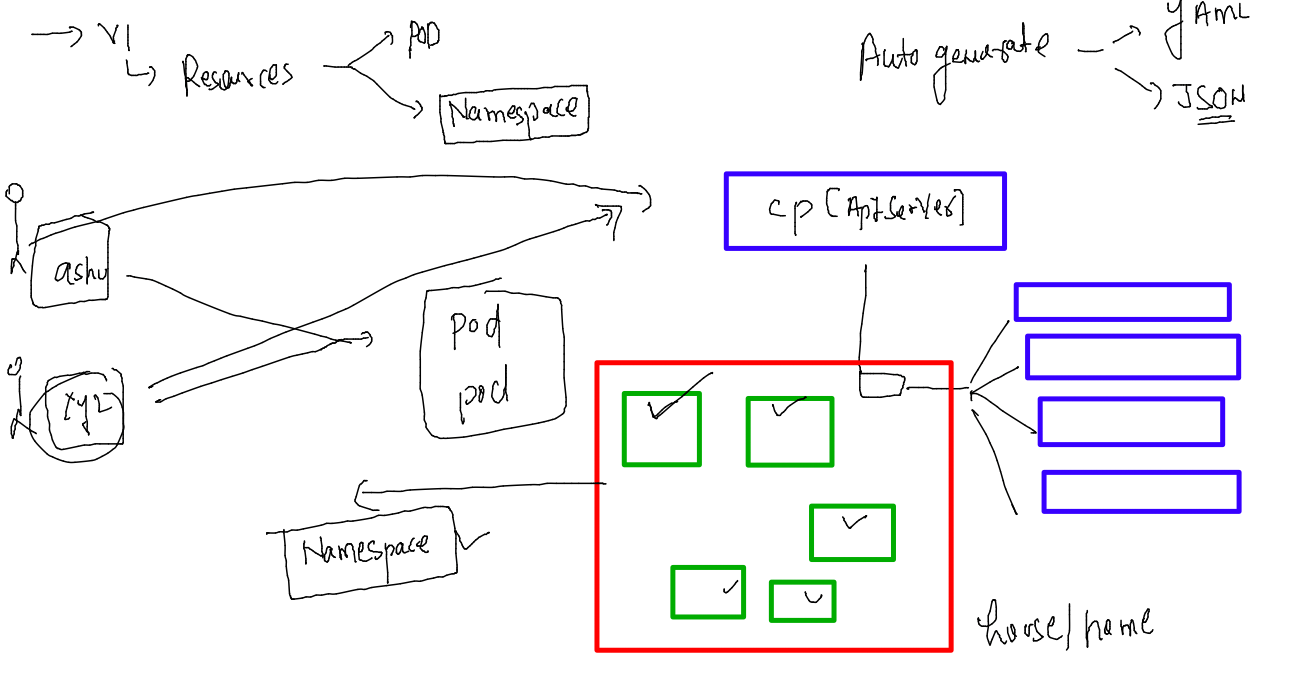 → V1
Resources
POD
Namespace
Auto generate
YAML
JSON
ashu
xyz
cp [ApiServer]
pod
pod
Namespace
house/home